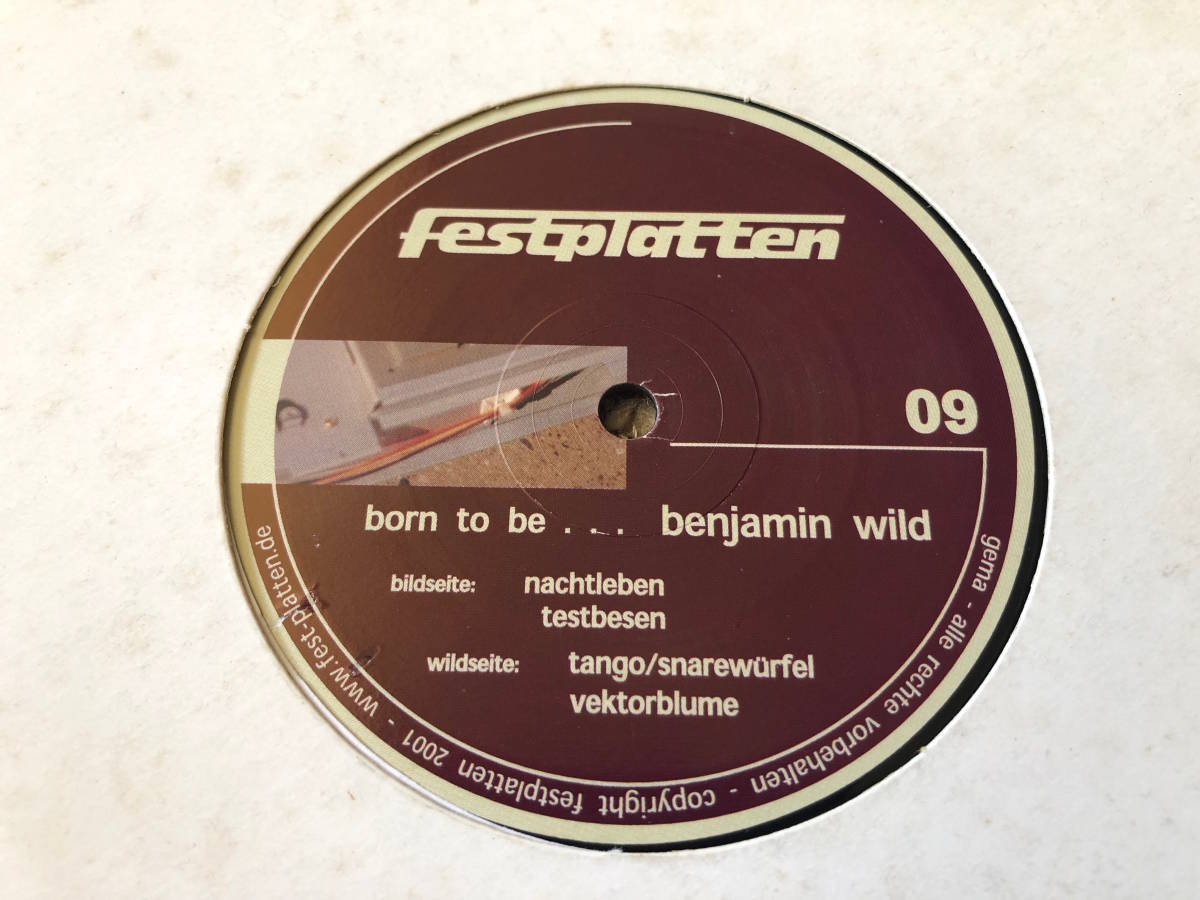 festplatten
09
born to be . . . benjamin wild
bildseite: nachtleben
testbesen
wildseite: tango/snarewürfel
vektorblume
gema - alle rechte vorbehalten - copyright festplatten 2001 - www.fest-platten.de